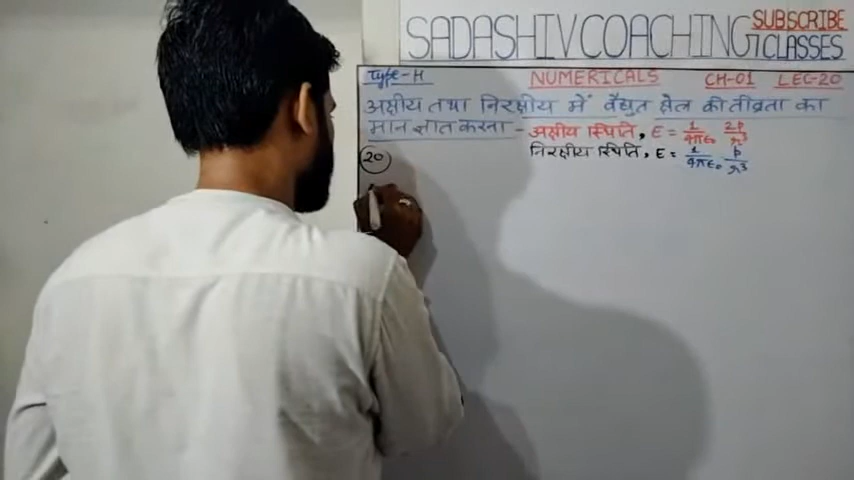 SADASHIV COACHING CLASSES
SUBSCRIBE
Type-H NUMERICALS CH-01 LEC-20
अक्षीय तथा निरक्षीय में वैद्युत क्षेत्र की तीव्रता का
मान ज्ञात करना - अक्षीय स्थिति, E = 1/4πε₀ 2p/r³
निरक्षीय स्थिति, E = 1/4πε₀ p/r³
20